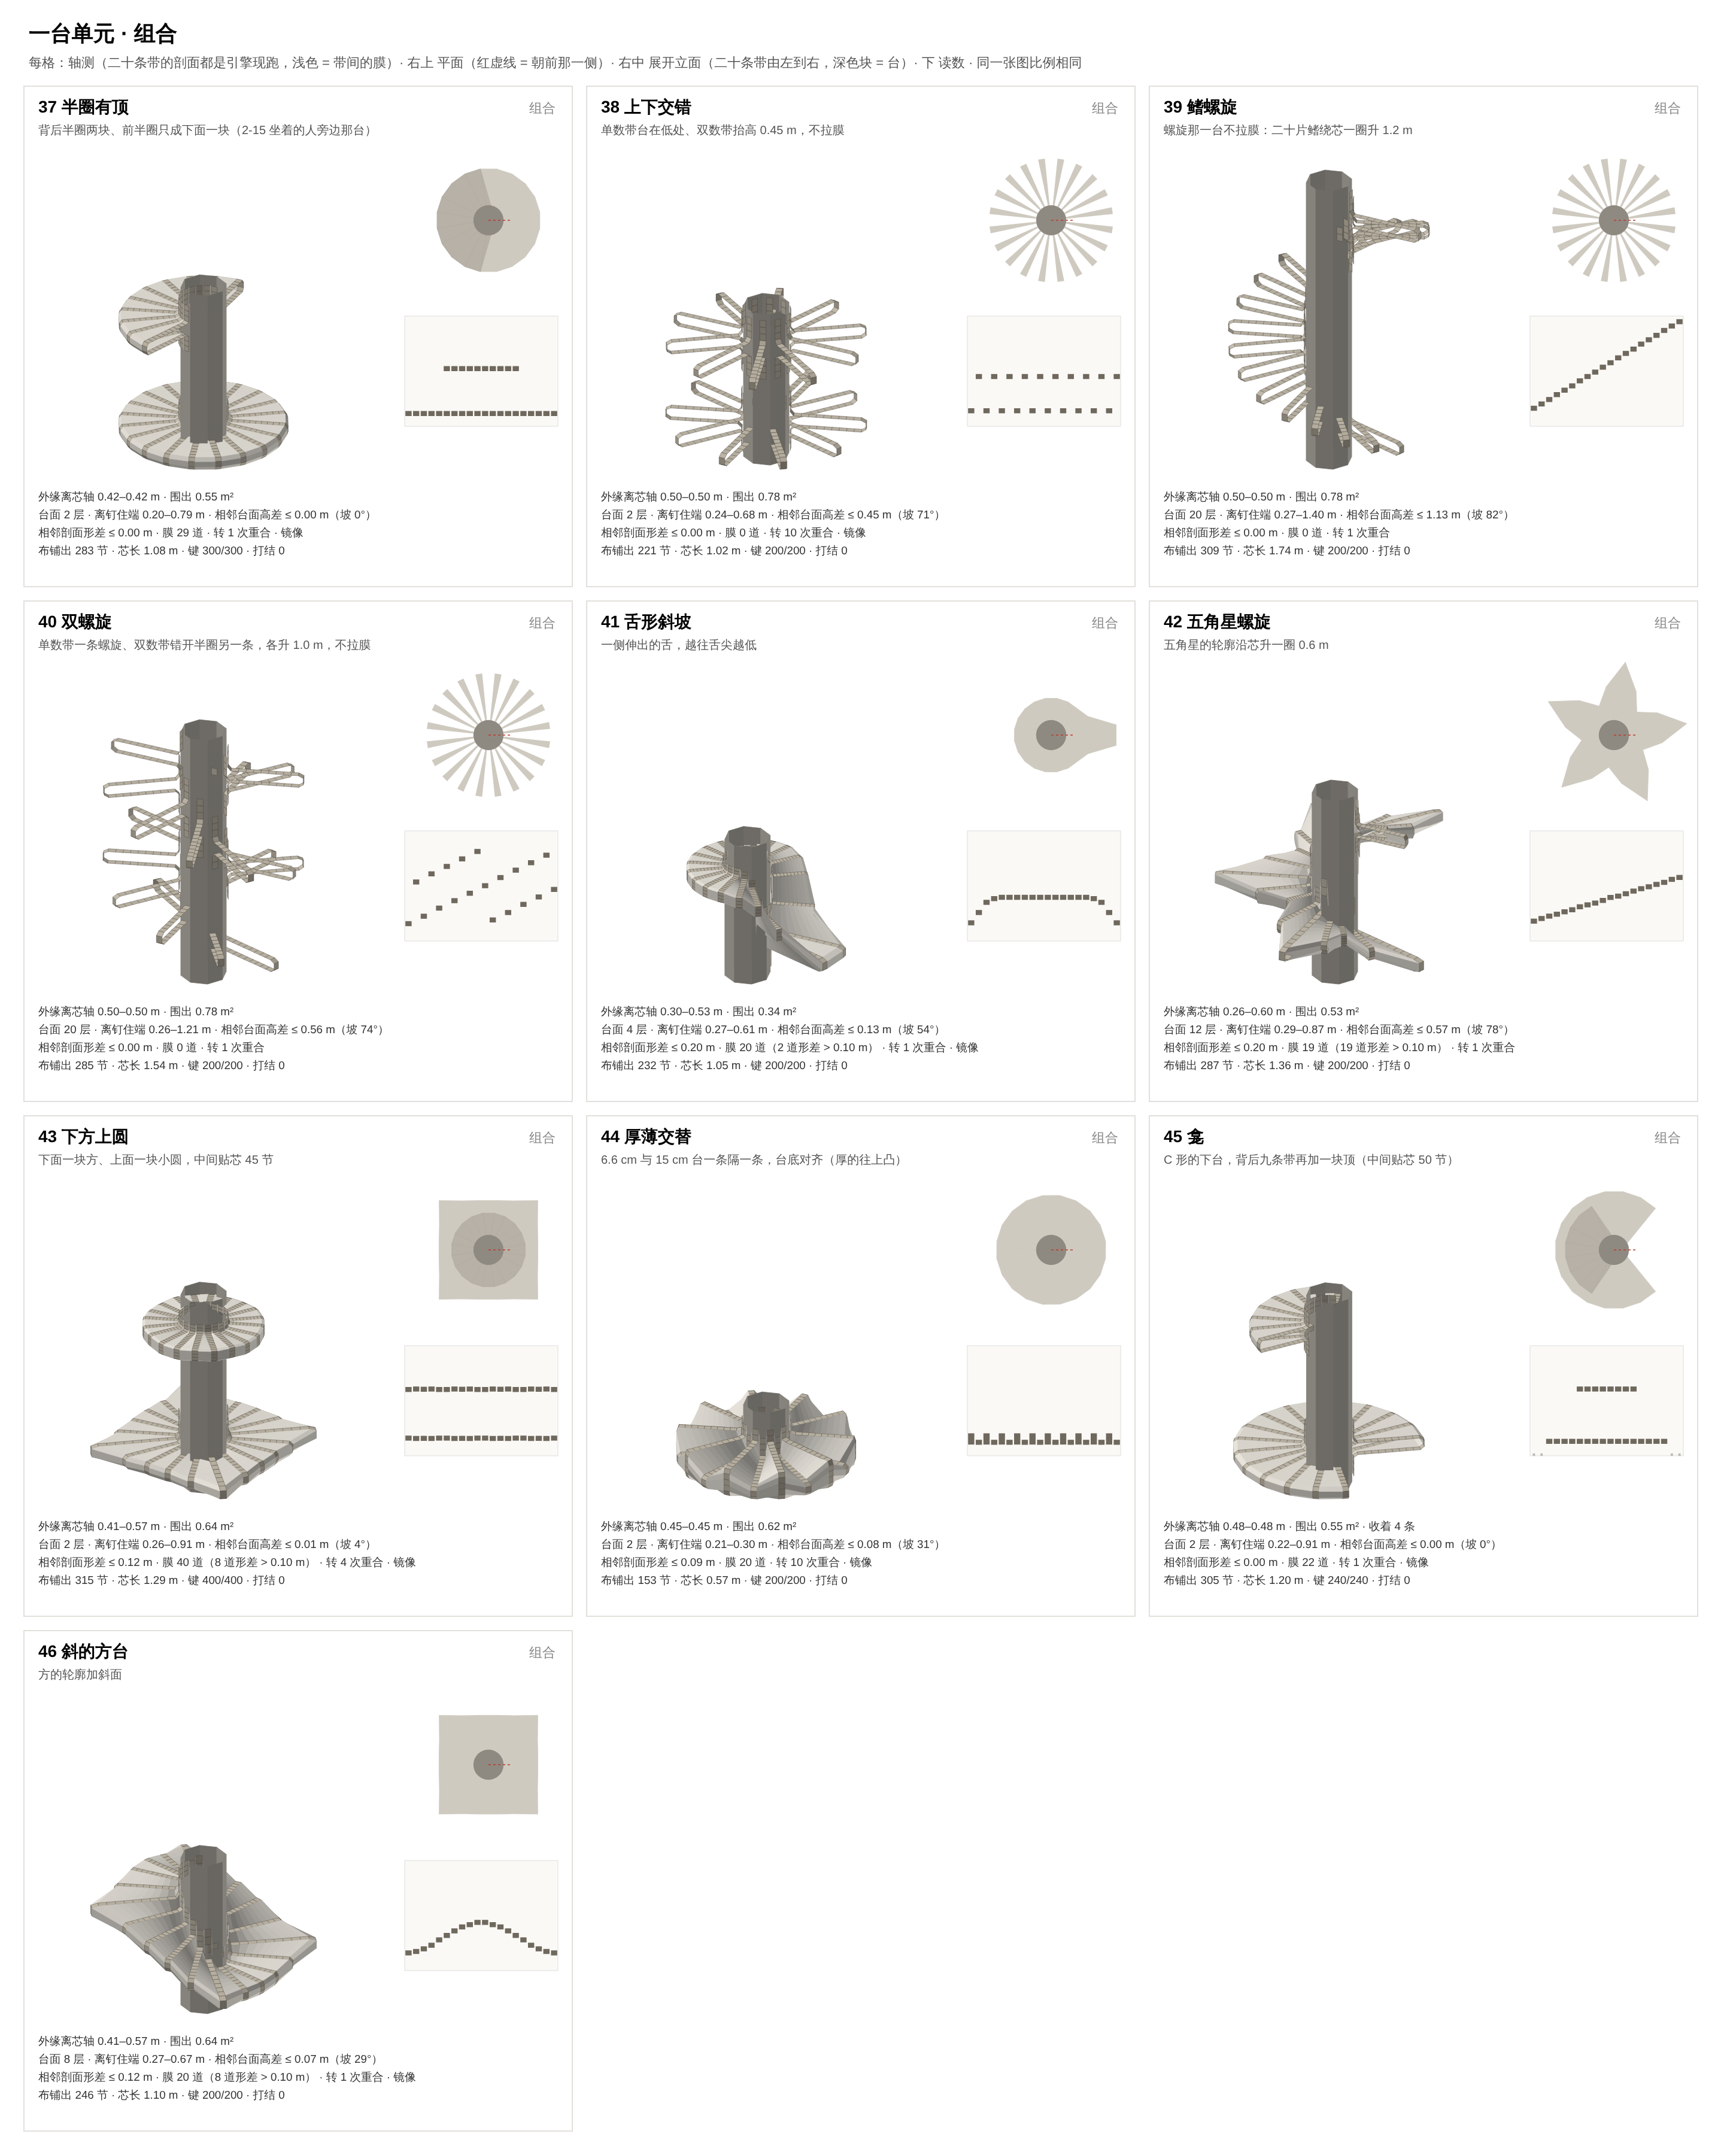 一台单元 · 组合
每格：轴测（二十条带的剖面都是引擎现跑，浅色 = 带间的膜）· 右上 平面（红虚线 = 朝前那一侧）· 右中 展开立面（二十条带由左到右，深色块 = 台）· 下 读数 · 同一张图比例相同
37 半圈有顶 组合
背后半圈两块、前半圈只成下面一块（2-15 坐着的人旁边那台）
外缘离芯轴 0.42–0.42 m · 围出 0.55 m²
台面 2 层 · 离钉住端 0.20–0.79 m · 相邻台面高差 ≤ 0.00 m（坡 0°）
相邻剖面形差 ≤ 0.00 m · 膜 29 道 · 转 1 次重合 · 镜像
布铺出 283 节 · 芯长 1.08 m · 键 300/300 · 打结 0
38 上下交错 组合
单数带台在低处、双数带抬高 0.45 m，不拉膜
外缘离芯轴 0.50–0.50 m · 围出 0.78 m²
台面 2 层 · 离钉住端 0.24–0.68 m · 相邻台面高差 ≤ 0.45 m（坡 71°）
相邻剖面形差 ≤ 0.00 m · 膜 0 道 · 转 10 次重合 · 镜像
布铺出 221 节 · 芯长 1.02 m · 键 200/200 · 打结 0
39 鳍螺旋 组合
螺旋那一台不拉膜：二十片鳍绕芯一圈升 1.2 m
外缘离芯轴 0.50–0.50 m · 围出 0.78 m²
台面 20 层 · 离钉住端 0.27–1.40 m · 相邻台面高差 ≤ 1.13 m（坡 82°）
相邻剖面形差 ≤ 0.00 m · 膜 0 道 · 转 1 次重合
布铺出 309 节 · 芯长 1.74 m · 键 200/200 · 打结 0
40 双螺旋 组合
单数带一条螺旋、双数带错开半圈另一条，各升 1.0 m，不拉膜
外缘离芯轴 0.50–0.50 m · 围出 0.78 m²
台面 20 层 · 离钉住端 0.26–1.21 m · 相邻台面高差 ≤ 0.56 m（坡 74°）
相邻剖面形差 ≤ 0.00 m · 膜 0 道 · 转 1 次重合
布铺出 285 节 · 芯长 1.54 m · 键 200/200 · 打结 0
41 舌形斜坡 组合
一侧伸出的舌，越往舌尖越低
外缘离芯轴 0.30–0.53 m · 围出 0.34 m²
台面 4 层 · 离钉住端 0.27–0.61 m · 相邻台面高差 ≤ 0.13 m（坡 54°）
相邻剖面形差 ≤ 0.20 m · 膜 20 道（2 道形差 > 0.10 m） · 转 1 次重合 · 镜像
布铺出 232 节 · 芯长 1.05 m · 键 200/200 · 打结 0
42 五角星螺旋 组合
五角星的轮廓沿芯升一圈 0.6 m
外缘离芯轴 0.26–0.60 m · 围出 0.53 m²
台面 12 层 · 离钉住端 0.29–0.87 m · 相邻台面高差 ≤ 0.57 m（坡 78°）
相邻剖面形差 ≤ 0.20 m · 膜 19 道（19 道形差 > 0.10 m） · 转 1 次重合
布铺出 287 节 · 芯长 1.36 m · 键 200/200 · 打结 0
43 下方上圆 组合
下面一块方、上面一块小圆，中间贴芯 45 节
外缘离芯轴 0.41–0.57 m · 围出 0.64 m²
台面 2 层 · 离钉住端 0.26–0.91 m · 相邻台面高差 ≤ 0.01 m（坡 4°）
相邻剖面形差 ≤ 0.12 m · 膜 40 道（8 道形差 > 0.10 m） · 转 4 次重合 · 镜像
布铺出 315 节 · 芯长 1.29 m · 键 400/400 · 打结 0
44 厚薄交替 组合
6.6 cm 与 15 cm 台一条隔一条，台底对齐（厚的往上凸）
外缘离芯轴 0.45–0.45 m · 围出 0.62 m²
台面 2 层 · 离钉住端 0.21–0.30 m · 相邻台面高差 ≤ 0.08 m（坡 31°）
相邻剖面形差 ≤ 0.09 m · 膜 20 道 · 转 10 次重合 · 镜像
布铺出 153 节 · 芯长 0.57 m · 键 200/200 · 打结 0
45 龛 组合
C 形的下台，背后九条带再加一块顶（中间贴芯 50 节）
外缘离芯轴 0.48–0.48 m · 围出 0.55 m² · 收着 4 条
台面 2 层 · 离钉住端 0.22–0.91 m · 相邻台面高差 ≤ 0.00 m（坡 0°）
相邻剖面形差 ≤ 0.00 m · 膜 22 道 · 转 1 次重合 · 镜像
布铺出 305 节 · 芯长 1.20 m · 键 240/240 · 打结 0
46 斜的方台 组合
方的轮廓加斜面
外缘离芯轴 0.41–0.57 m · 围出 0.64 m²
台面 8 层 · 离钉住端 0.27–0.67 m · 相邻台面高差 ≤ 0.07 m（坡 29°）
相邻剖面形差 ≤ 0.12 m · 膜 20 道（8 道形差 > 0.10 m） · 转 1 次重合 · 镜像
布铺出 246 节 · 芯长 1.10 m · 键 200/200 · 打结 0